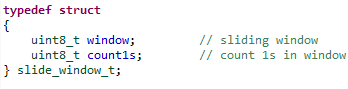 typedef struct
{
    uint8_t window;        // sliding window
    uint8_t count1s;       // count 1s in window
} slide_window_t;